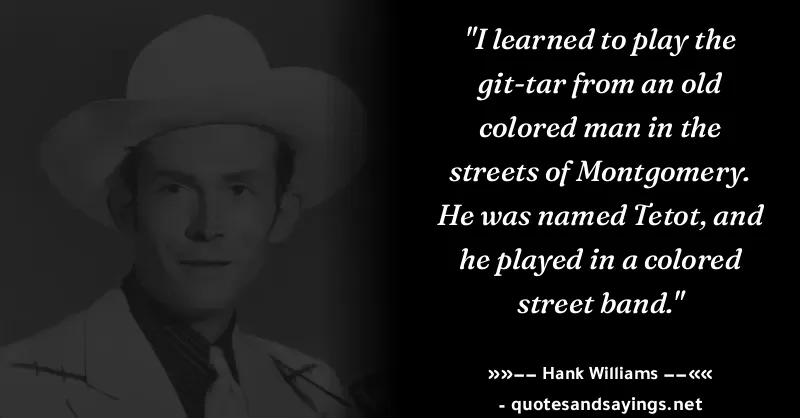 "I learned to play the
git-tar from an old
colored man in the
streets of Montgomery.
He was named Tetot, and
he played in a colored
street band."
»»–– Hank Williams ––««
- quotesandsayings.net